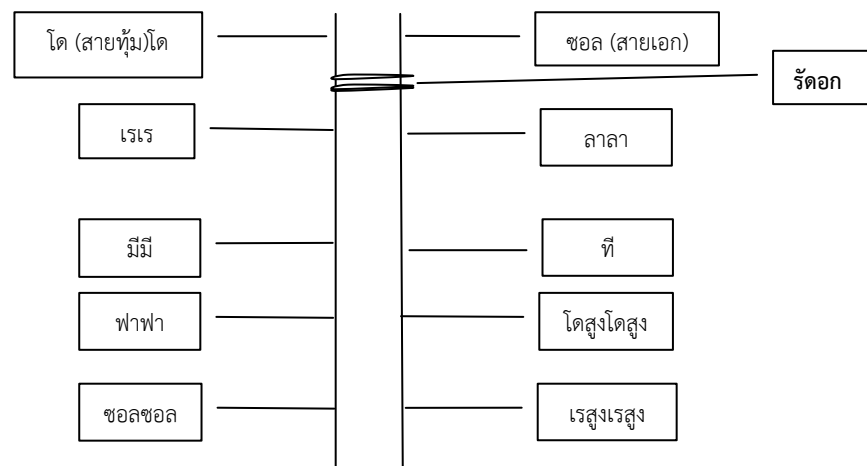 โด (สายทุ้ม)โด
ซอล (สายเอก)
รัดอก
เรเร
ลาลา
มีมี
ที
ฟาฟา
โดสูงโดสูง
ซอลซอล
เรสูงเรสูง